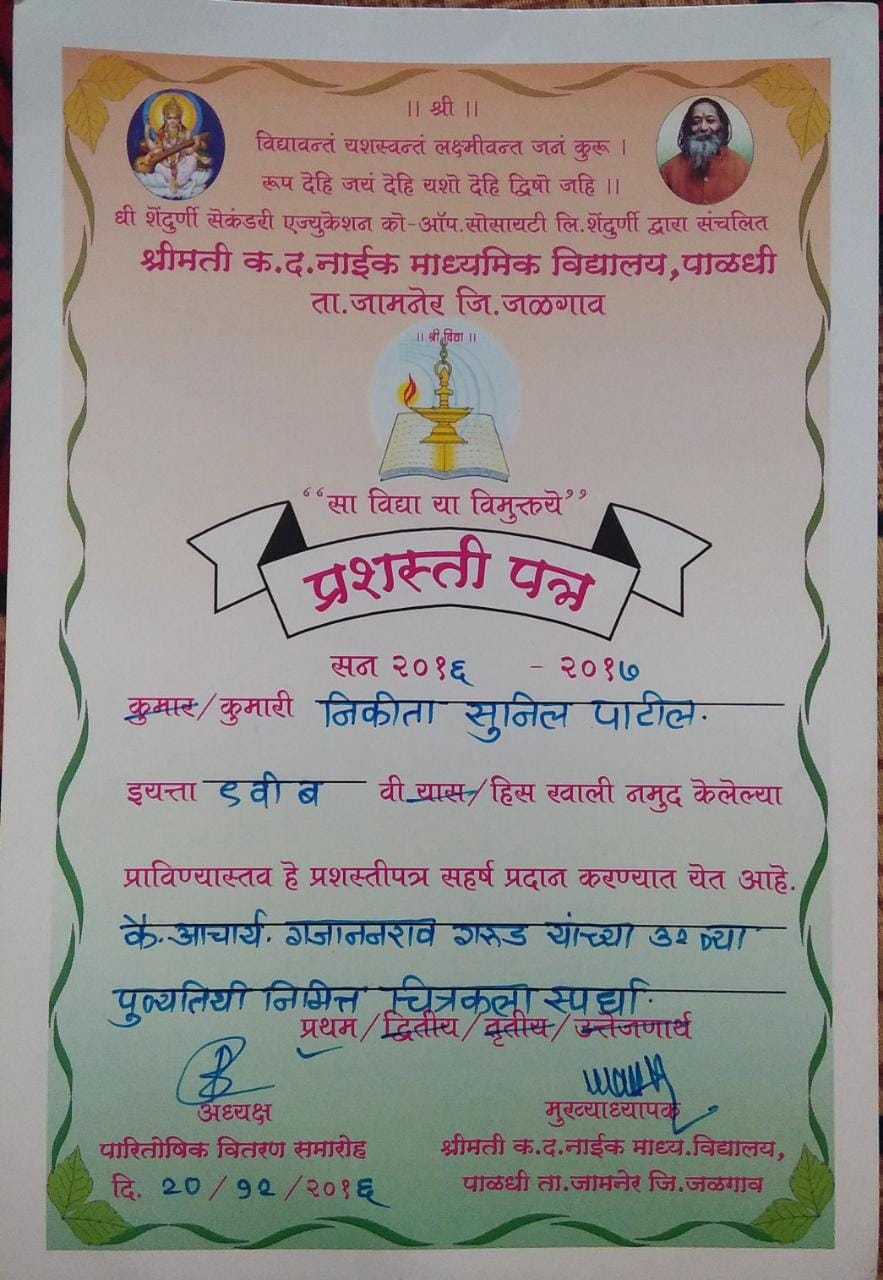 ॥ श्री ॥
विद्यावन्तं यशस्वन्तं लक्ष्मीवन्त जनं कुरू ।
रूप देहि जयं देहि यशो देहि द्विषो जहि ॥
धी शेंदुर्णी सेकंडरी एज्युकेशन को-ऑप.सोसायटी लि.शेंदुर्णी द्वारा संचलित
श्रीमती क.द.नाईक माध्यमिक विद्यालय,पाळधी
ता.जामनेर जि.जळगाव
॥ श्री विद्या ॥
“सा विद्या या विमुक्तये”
प्रशस्ती पत्र
सन २०१६ - २०१७
कुमार/कुमारी निकीता सुनिल पाटील.
इयत्ता ९ वी ब वी यास/हिस खाली नमुद केलेल्या
प्राविण्यास्तव हे प्रशस्तीपत्र सहर्ष प्रदान करण्यात येत आहे.
कै.आचार्य. गजाननराव गरुड यांच्या ३२ व्या
पुण्यतिथी निमित्त चित्रकला स्पर्धा.
प्रथम/द्वितीय/तृतीय/उत्तेजणार्थ
अध्यक्ष मुख्याध्यापक
पारितोषिक वितरण समारोह श्रीमती क.द.नाईक माध्य.विद्यालय,
दि. २०/१२/२०१६ पाळधी ता.जामनेर जि.जळगाव